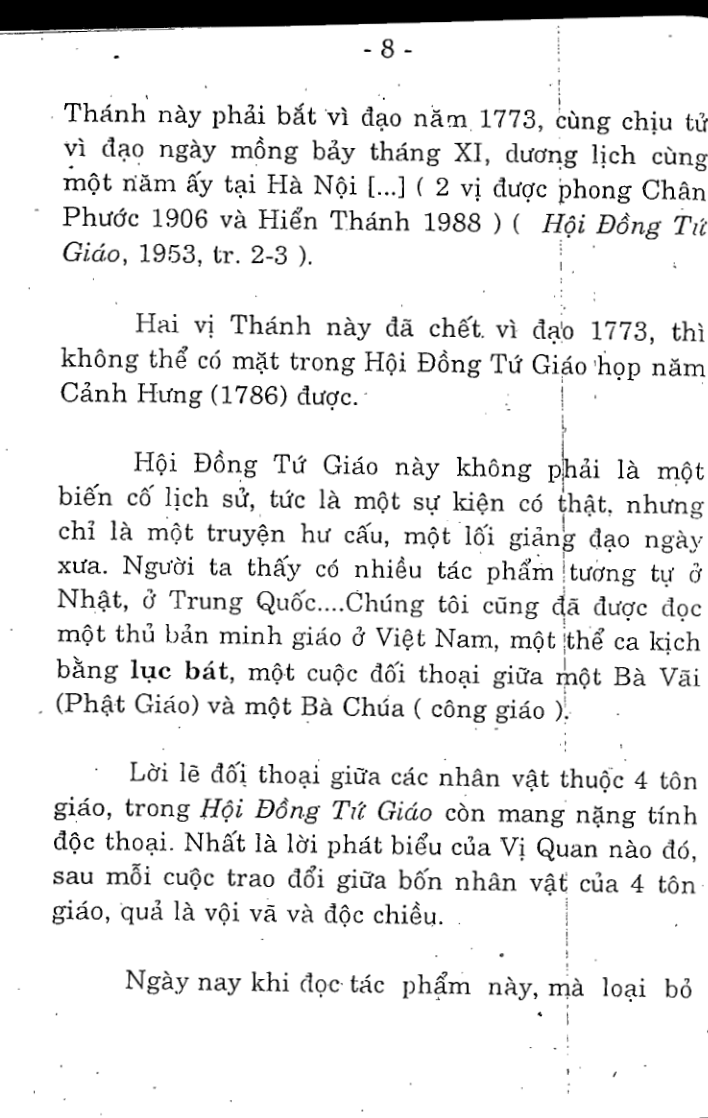 - 8 -
Thánh này phải bắt vì đạo năm 1773, cùng chịu tử
vì đạo ngày mồng bảy tháng XI, dương lịch cùng
một năm ấy tại Hà Nội [...] ( 2 vị được phong Chân
Phước 1906 và Hiển Thánh 1988 ) ( Hội Đồng Tứ
Giáo, 1953, tr. 2-3 ).
Hai vị Thánh này đã chết vì đạo 1773, thì
không thể có mặt trong Hội Đồng Tứ Giáo họp năm
Cảnh Hưng (1786) được.
Hội Đồng Tứ Giáo này không phải là một
biến cố lịch sử, tức là một sự kiện có thật, nhưng
chỉ là một truyện hư cấu, một lối giảng đạo ngày
xưa. Người ta thấy có nhiều tác phẩm tương tự ở
Nhật, ở Trung Quốc....Chúng tôi cũng đã được đọc
một thủ bản minh giáo ở Việt Nam, một thể ca kịch
bằng lục bát, một cuộc đối thoại giữa một Bà Vãi
(Phật Giáo) và một Bà Chúa ( công giáo ).
Lời lẽ đối thoại giữa các nhân vật thuộc 4 tôn
giáo, trong Hội Đồng Tứ Giáo còn mang nặng tính
độc thoại. Nhất là lời phát biểu của Vị Quan nào đó,
sau mỗi cuộc trao đổi giữa bốn nhân vật của 4 tôn
giáo, quả là vội vã và độc chiều.
Ngày nay khi đọc tác phẩm này, mà loại bỏ